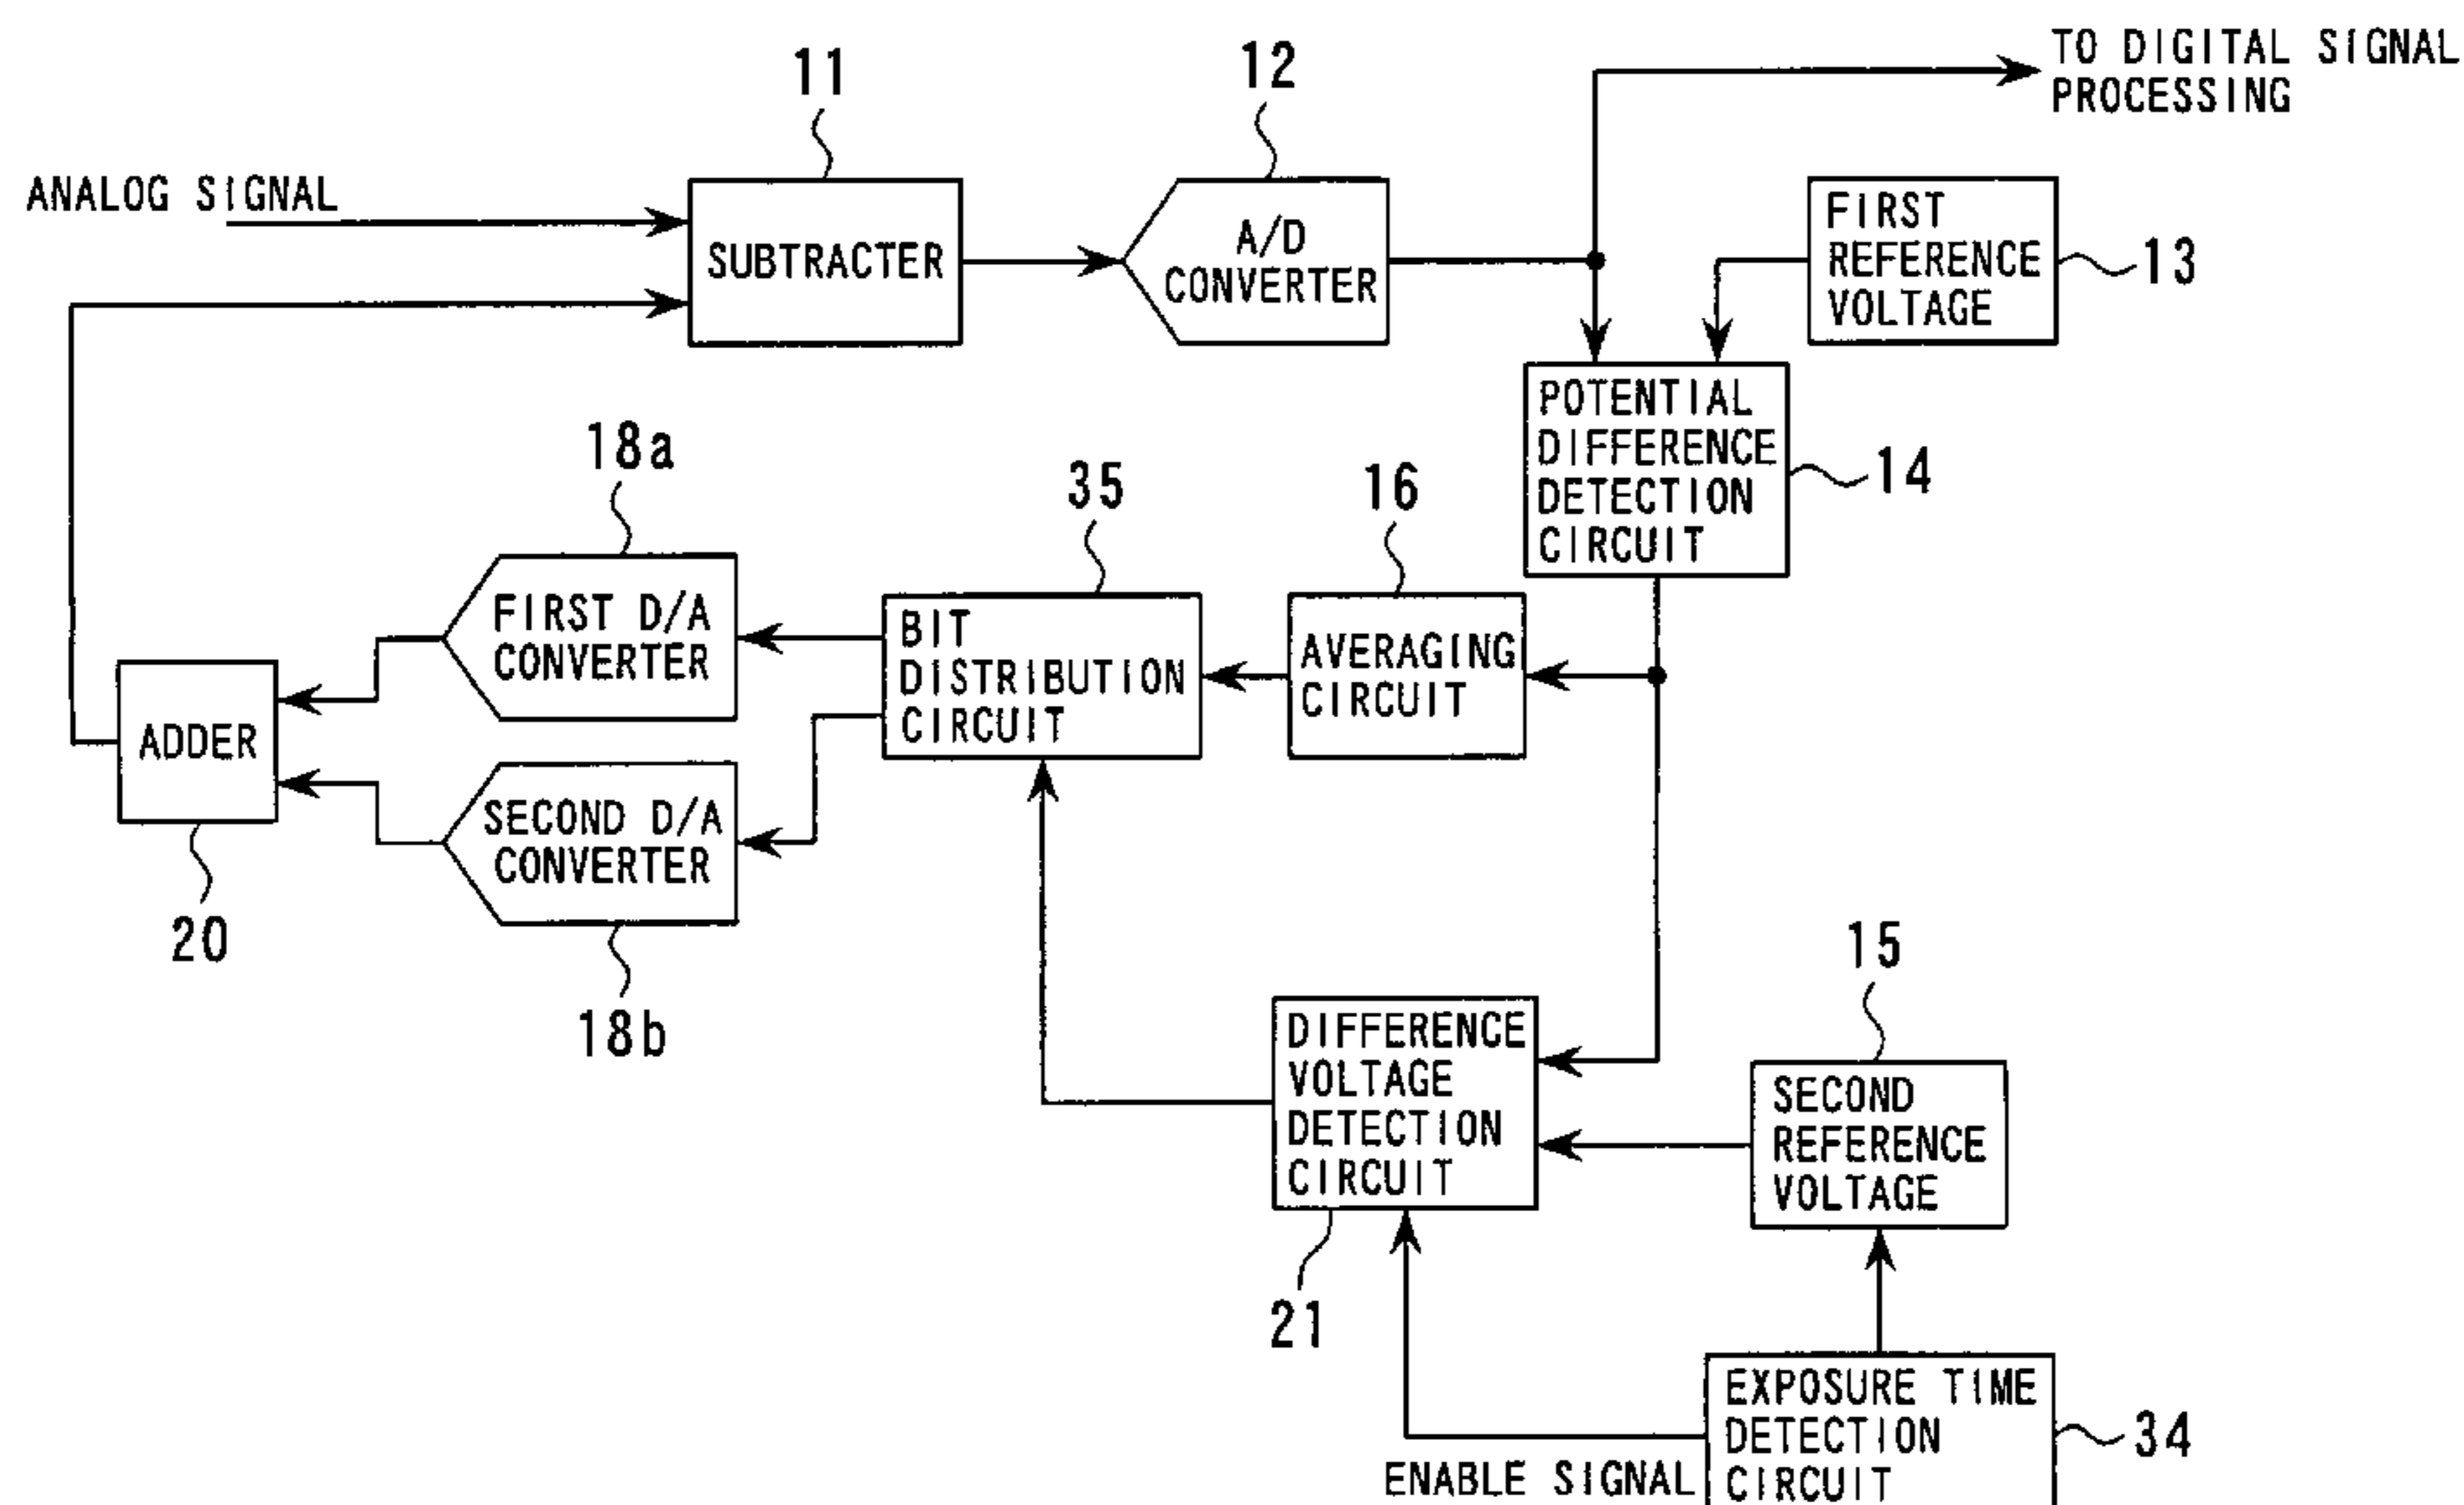 TO DIGITAL SIGNAL
PROCESSING
11
12
ANALOG SIGNAL
SUBTRACTER
A/D
CONVERTER
FIRST
REFERENCE
VOLTAGE
13
POTENTIAL
DIFFERENCE
DETECTION
CIRCUIT
14
18a
35
16
FIRST D/A
CONVERTER
BIT
DISTRIBUTION
CIRCUIT
AVERAGING
CIRCUIT
ADDER
20
SECOND D/A
CONVERTER
18b
DIFFERENCE
VOLTAGE
DETECTION
CIRCUIT
21
15
SECOND
REFERENCE
VOLTAGE
EXPOSURE TIME
DETECTION
CIRCUIT
34
ENABLE SIGNAL